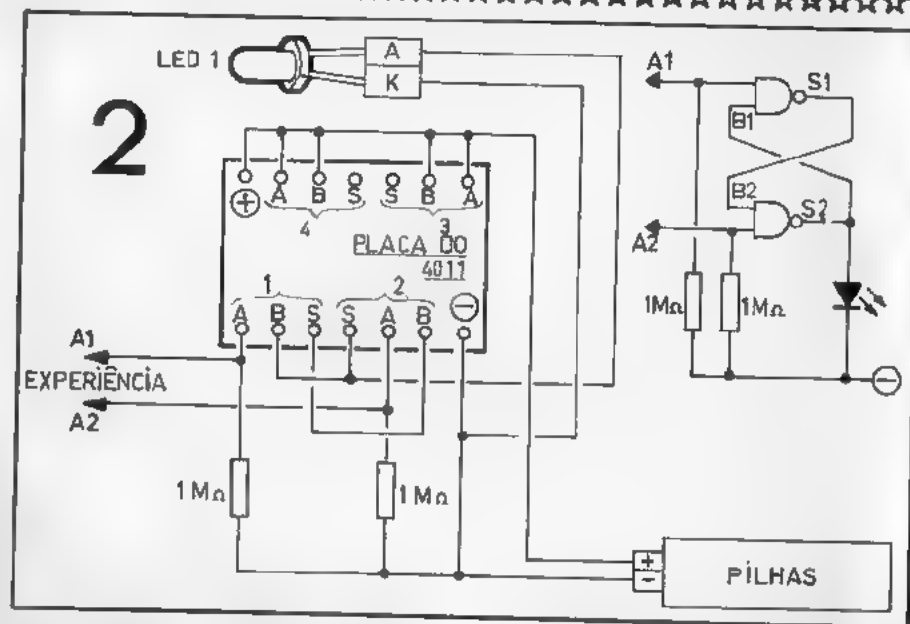 2
LED 1
A
K
+
A B S S B A
4 3
PLACA DO
4011
1 2
A B S S A B
−
A1
EXPERIÊNCIA
A2
1MΩ
1MΩ
+
−
PILHAS
A1
B1
S1
B2
S2
A2
1MΩ
1MΩ
−